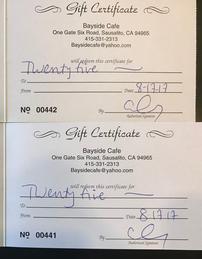 Gift Certificate
Bayside Cafe
One Gate Six Road, Sausalito, CA 94965
415-331-2313
Baysidecafe@yahoo.com
will redeem this certificate for
Twenty five
To
From Date 8-17-17
No 00442 By
Authorized Signature
Gift Certificate
Bayside Cafe
One Gate Six Road, Sausalito, CA 94965
415-331-2313
Baysidecafe@yahoo.com
will redeem this certificate for
Twenty five
To
From Date 8.17.17
No 00441 By
Authorized Signature